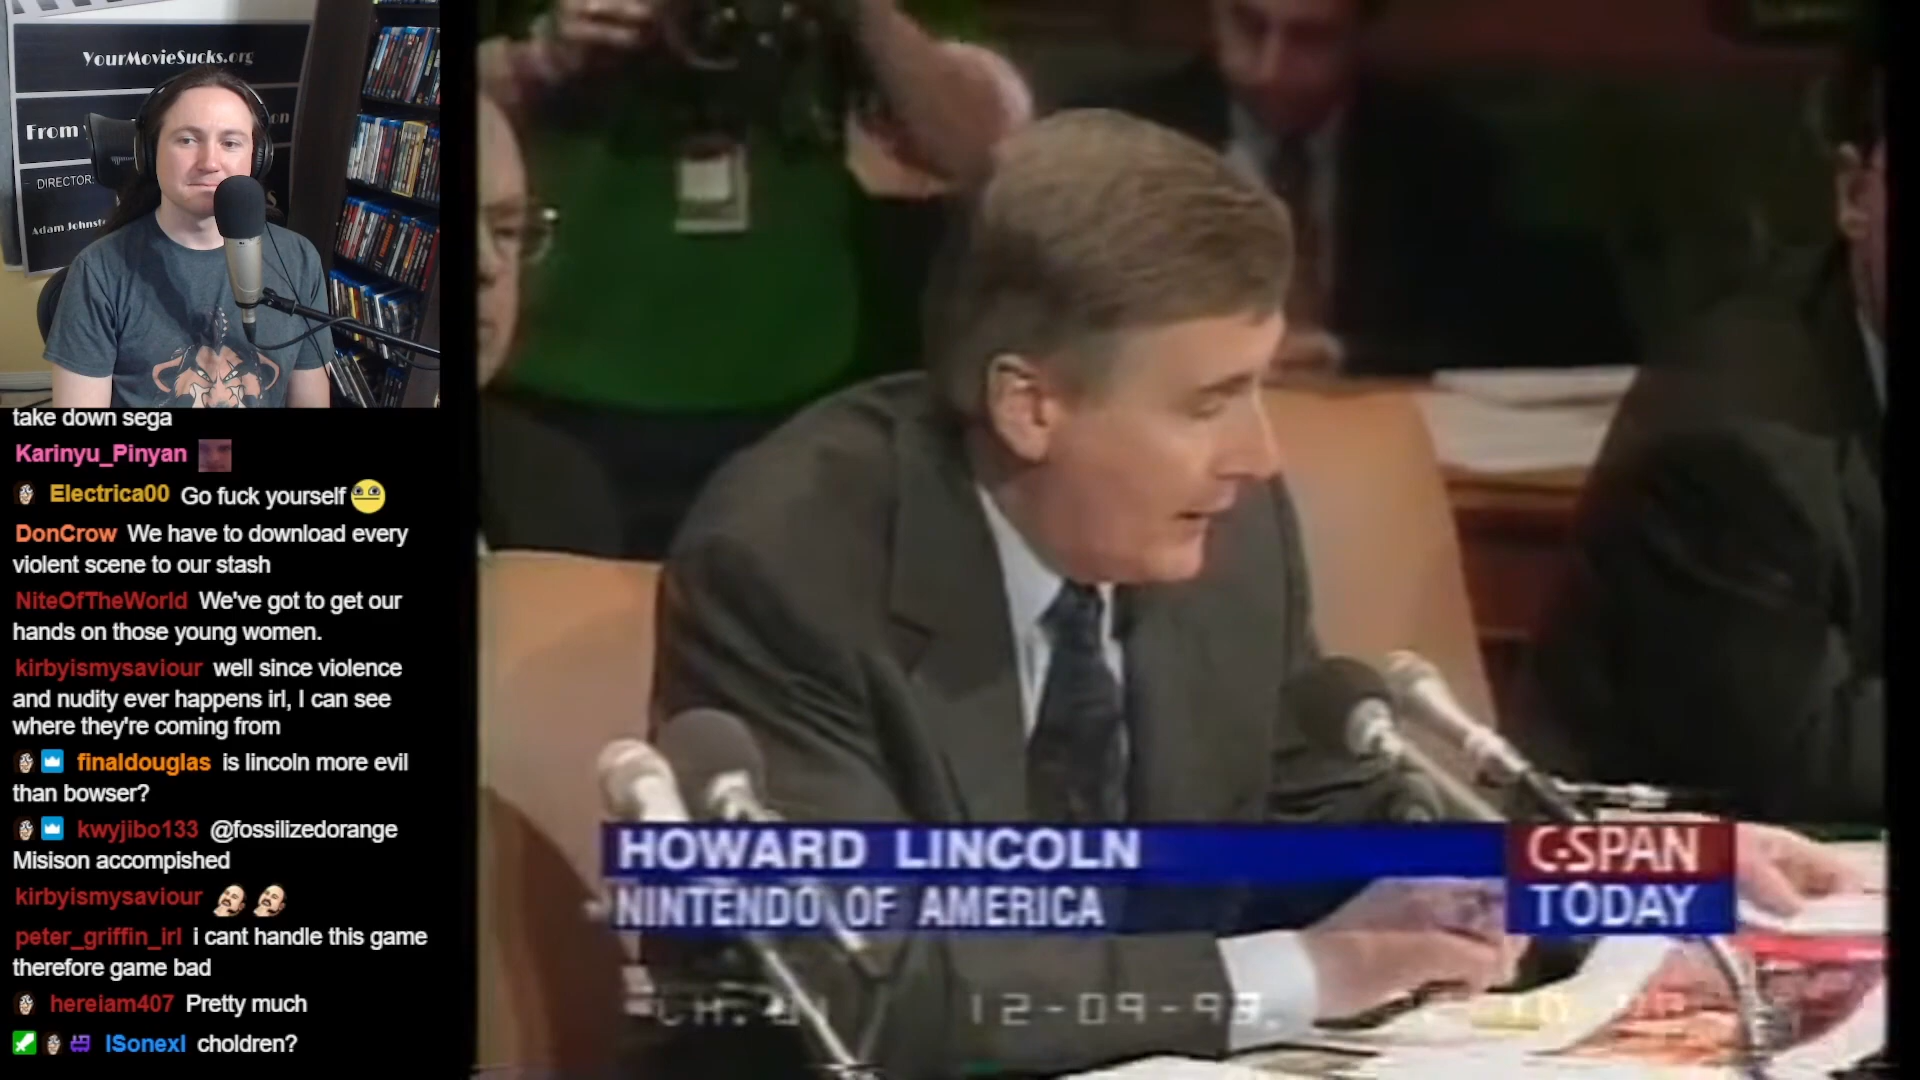 YourMovieSucks.org
From
on
DIRECTOR:
S
take down sega
Karinyu_Pinyan
Electrica00 Go fuck yourself
DonCrow We have to download every
violent scene to our stash
NiteOfTheWorld We've got to get our
hands on those young women.
kirbyismysaviour well since violence
and nudity ever happens irl, I can see
where they're coming from
finaldouglas is lincoln more evil
than bowser?
kwyjibo133 @fossilizedorange
Misison accompished
kirbyismysaviour
peter_griffin_irl i cant handle this game
therefore game bad
hereiam407 Pretty much
ISonexI choldren?
HOWARD LINCOLN
NINTENDO OF AMERICA
C-SPAN
TODAY
12-09-93